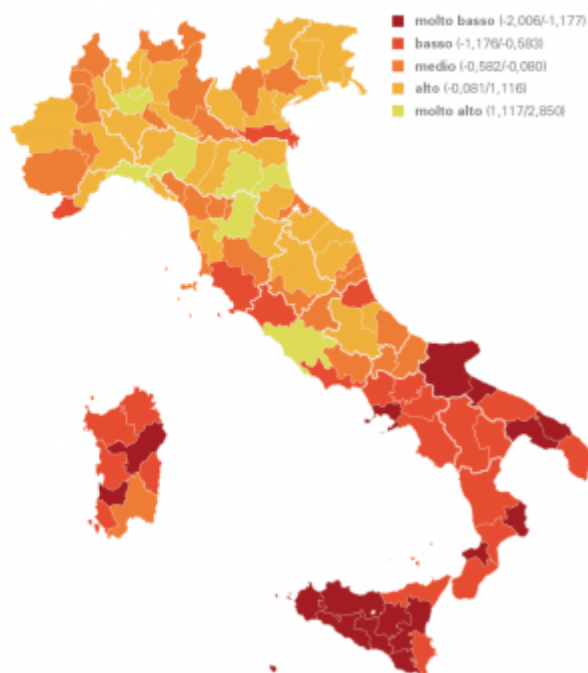 molto basso (-2,006/-1,177)
basso (-1,176/-0,583)
medio (-0,582/-0,080)
alto (-0,081/1,116)
molto alto (1,117/2,850)